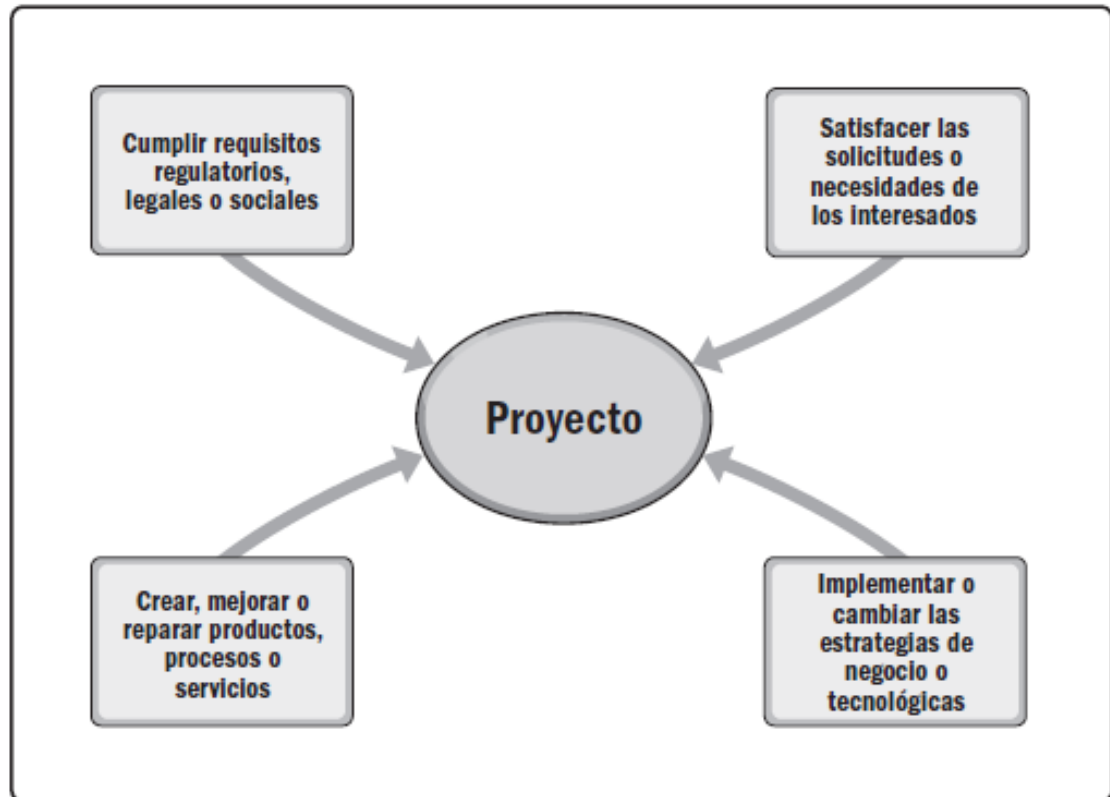 Cumplir requisitos
regulatorios,
legales o sociales
Satisfacer las
solicitudes o
necesidades de
los interesados
Proyecto
Crear, mejorar o
reparar productos,
procesos o
servicios
Implementar o
cambiar las
estrategias de
negocio o
tecnológicas